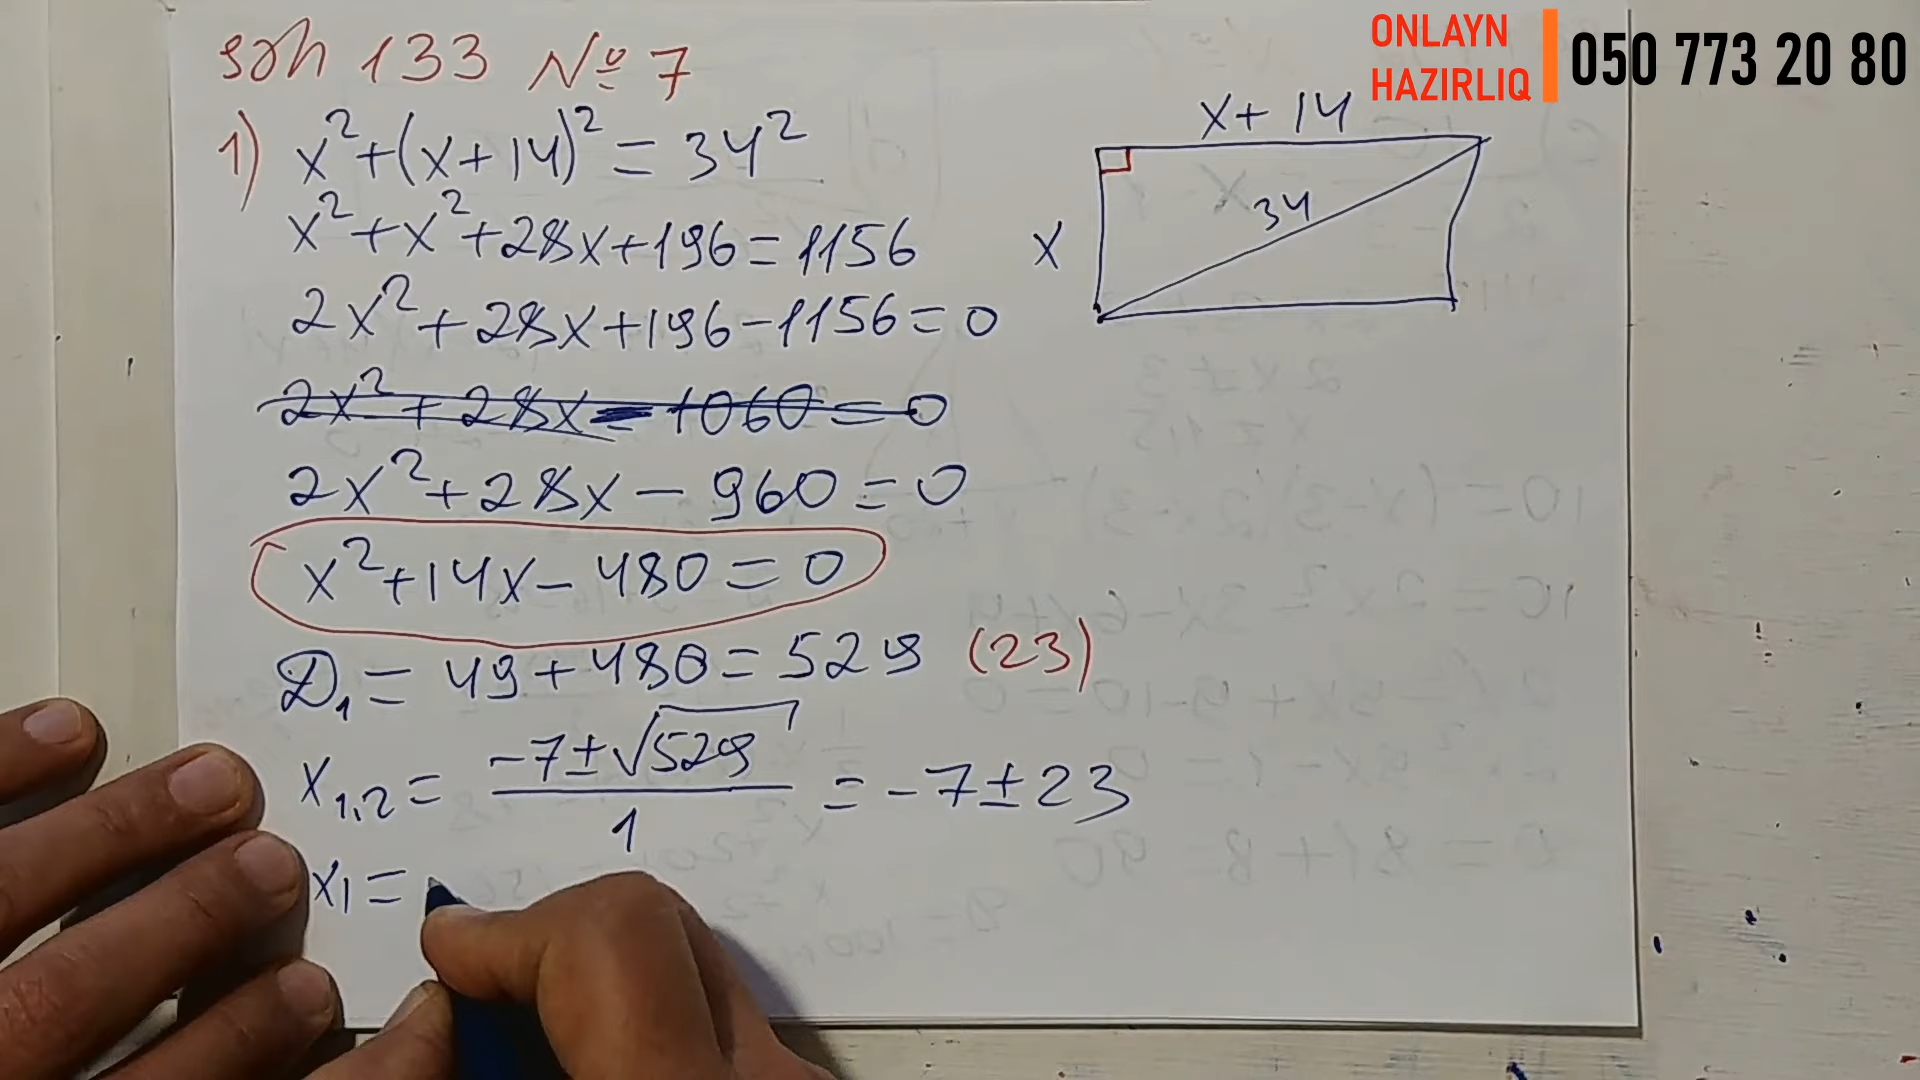 səh 133 № 7
1) x² + (x + 14)² = 34²
x² + x² + 28x + 196 = 1156
2x² + 28x + 196 - 1156 = 0
2x² + 28x - 1060 = 0
2x² + 28x - 960 = 0
x² + 14x - 480 = 0
D₁ = 49 + 480 = 529 (23)
x₁,₂ = (-7 ± √529) / 1 = -7 ± 23
x₁ =
x + 14
34
x
ONLAYN
HAZIRLIQ
050 773 20 80